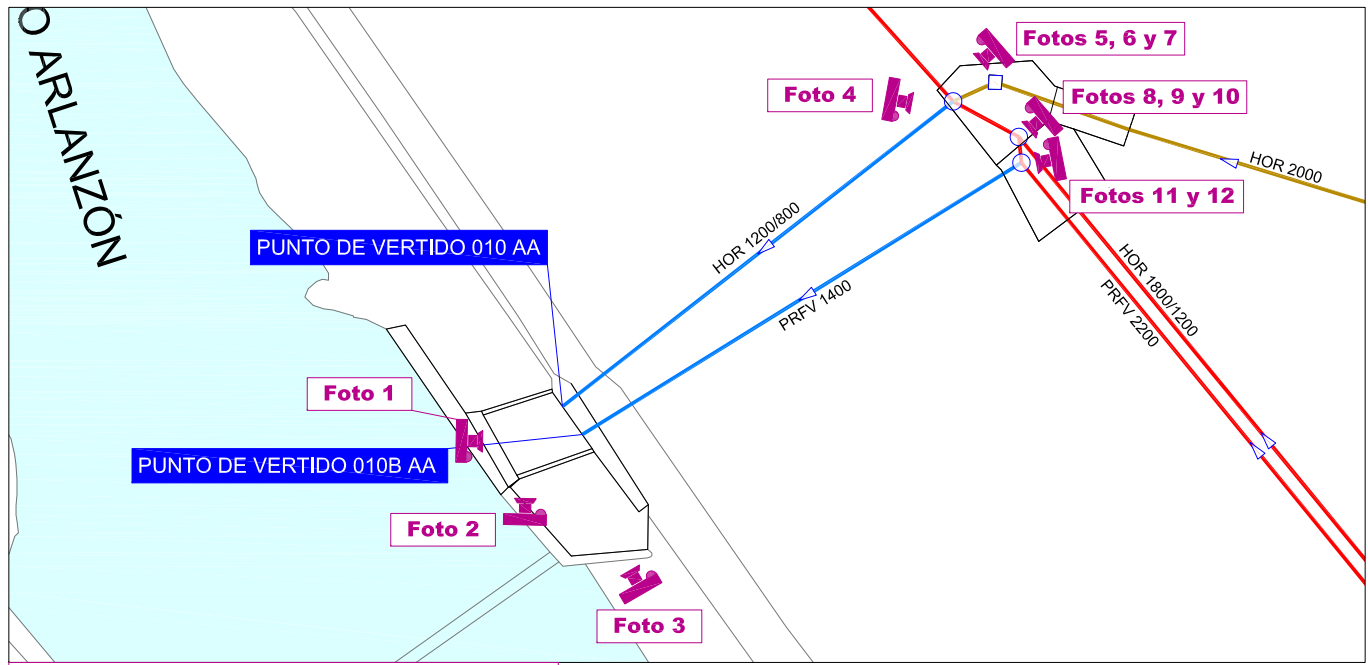 O ARLANZÓN
Fotos 5, 6 y 7
Foto 4
Fotos 8, 9 y 10
HOR 2000
Fotos 11 y 12
HOR 1200/800
PUNTO DE VERTIDO 010 AA
PRFV 1400
HOR 1800/1200
PRFV 2200
Foto 1
PUNTO DE VERTIDO 010B AA
Foto 2
Foto 3